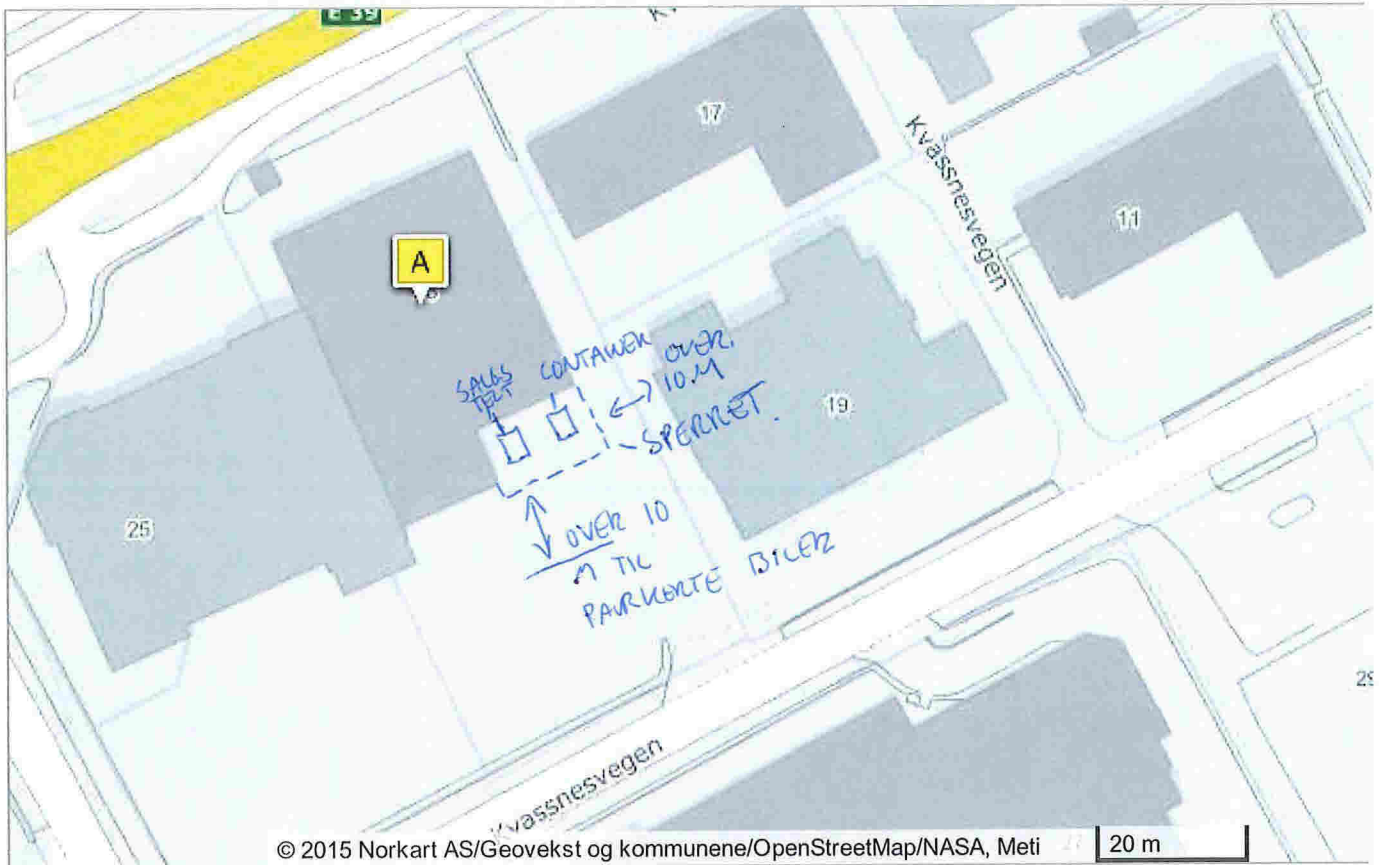 E 39
17
Kvassnesvegen
11
A
SALGS
TELT
CONTAINER
OVER
10.M
SPERRET.
19
25
OVER 10
M TIL
PARKERTE BILER
Kvassnesvegen
© 2015 Norkart AS/Geovekst og kommunene/OpenStreetMap/NASA, Meti
20 m